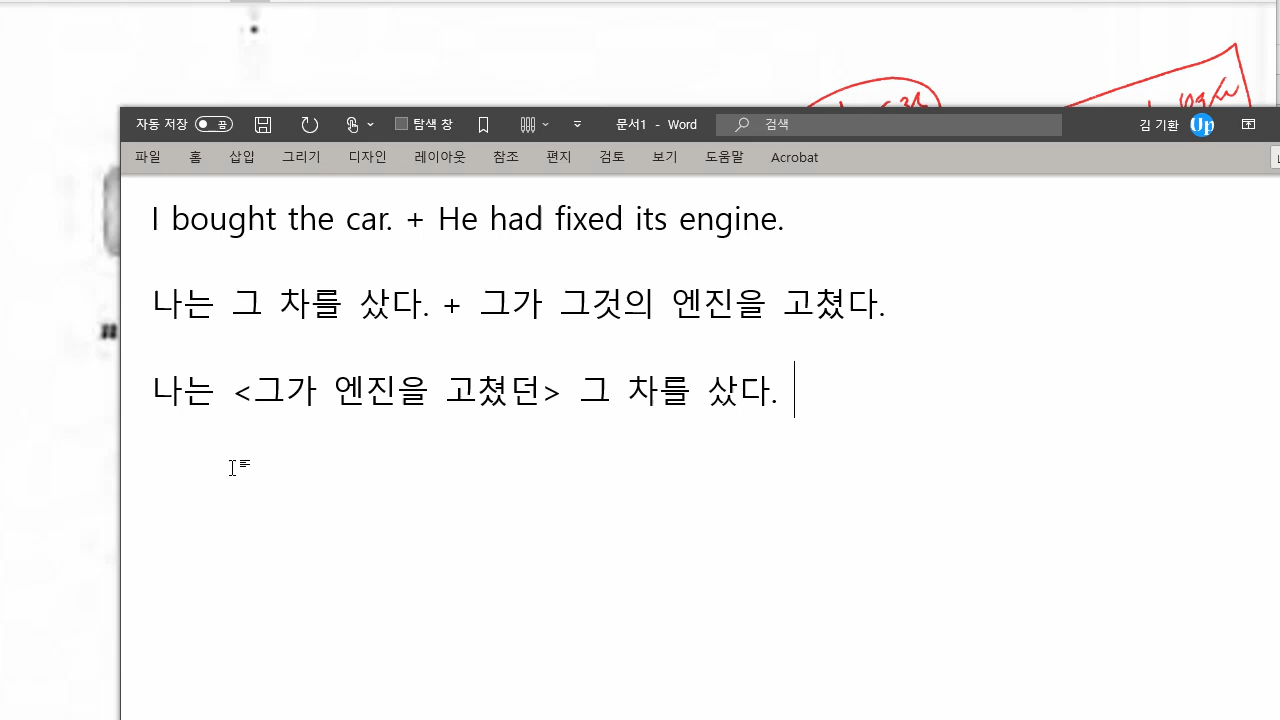 자동 저장 끔 탐색 창 문서1 - Word 검색 김 기환 Up
파일 홈 삽입 그리기 디자인 레이아웃 참조 편지 검토 보기 도움말 Acrobat
I bought the car. + He had fixed its engine.
나는 그 차를 샀다. + 그가 그것의 엔진을 고쳤다.
나는 <그가 엔진을 고쳤던> 그 차를 샀다.